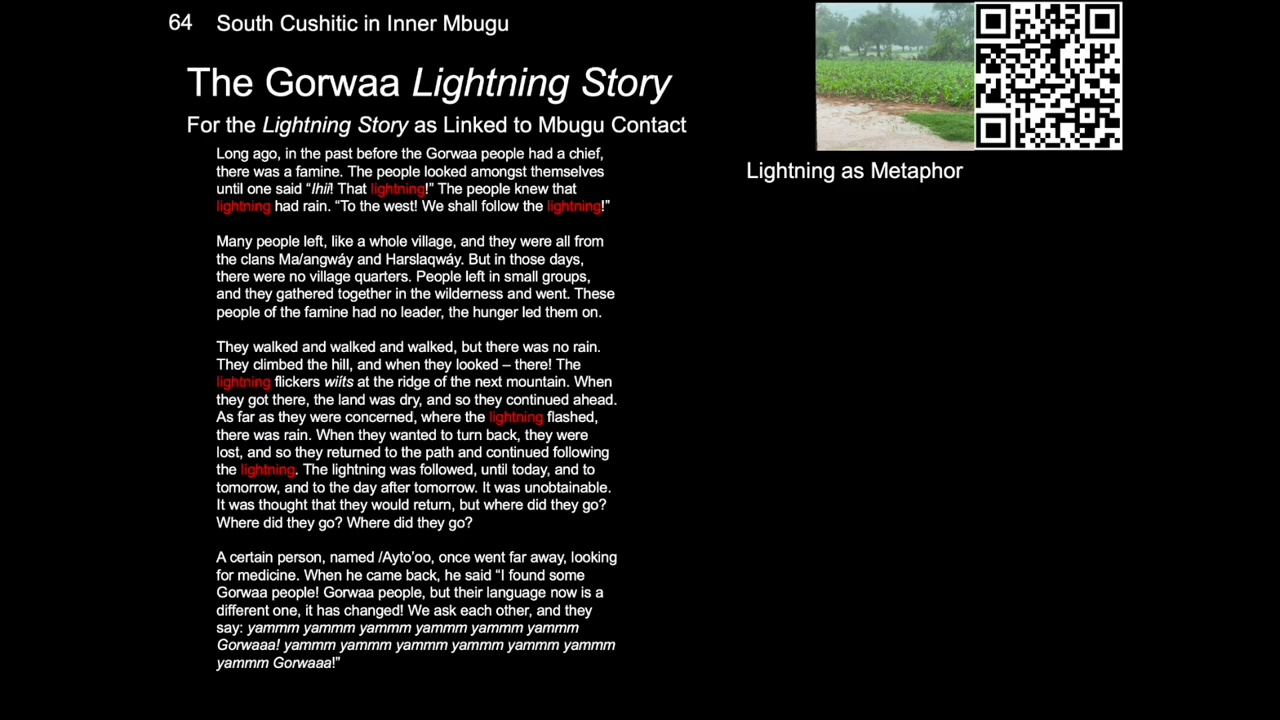 64 South Cushitic in Inner Mbugu
The Gorwaa Lightning Story
For the Lightning Story as Linked to Mbugu Contact
Long ago, in the past before the Gorwaa people had a chief,
there was a famine. The people looked amongst themselves
until one said “Ihii! That lightning!” The people knew that
lightning had rain. “To the west! We shall follow the lightning!”
Many people left, like a whole village, and they were all from
the clans Ma/angwáy and Harslaqwáy. But in those days,
there were no village quarters. People left in small groups,
and they gathered together in the wilderness and went. These
people of the famine had no leader, the hunger led them on.
They walked and walked and walked, but there was no rain.
They climbed the hill, and when they looked – there! The
lightning flickers wiíts at the ridge of the next mountain. When
they got there, the land was dry, and so they continued ahead.
As far as they were concerned, where the lightning flashed,
there was rain. When they wanted to turn back, they were
lost, and so they returned to the path and continued following
the lightning. The lightning was followed, until today, and to
tomorrow, and to the day after tomorrow. It was unobtainable.
It was thought that they would return, but where did they go?
Where did they go? Where did they go?
A certain person, named /Ayto’oo, once went far away, looking
for medicine. When he came back, he said “I found some
Gorwaa people! Gorwaa people, but their language now is a
different one, it has changed! We ask each other, and they
say: yammm yammm yammm yammm yammm yammm
Gorwaaa! yammm yammm yammm yammm yammm yammm
yammm Gorwaaa!”
Lightning as Metaphor